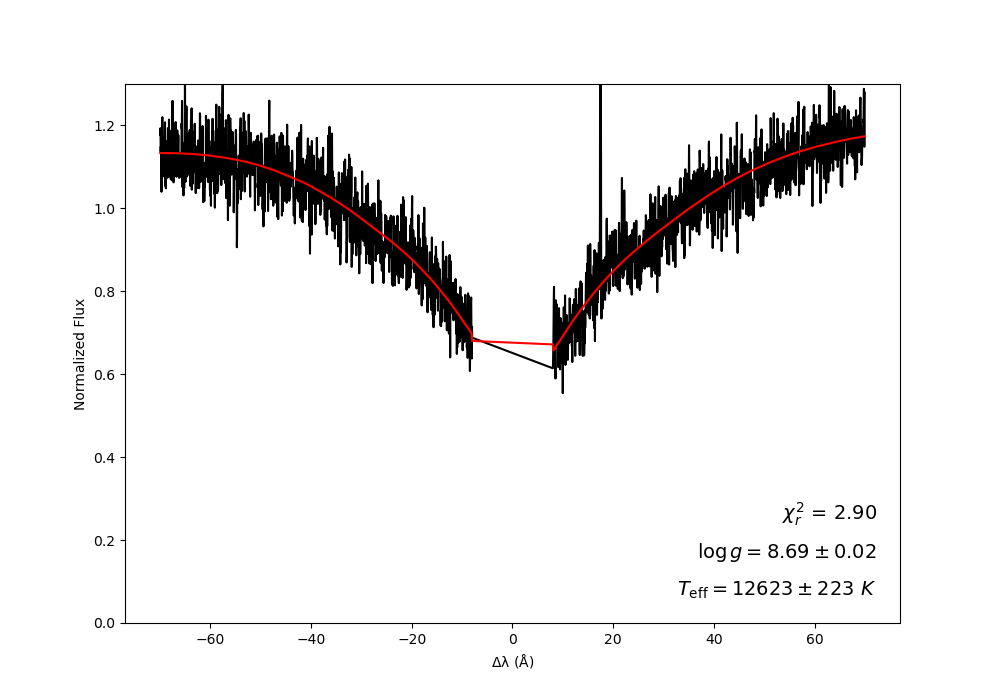 1.2
1.0
0.8
0.6
0.4
0.2
0.0
Normalized Flux
χ²ᵣ = 2.90
log g = 8.69 ± 0.02
T_eff = 12623 ± 223 K
−60 −40 −20 0 20 40 60
Δλ (Å)